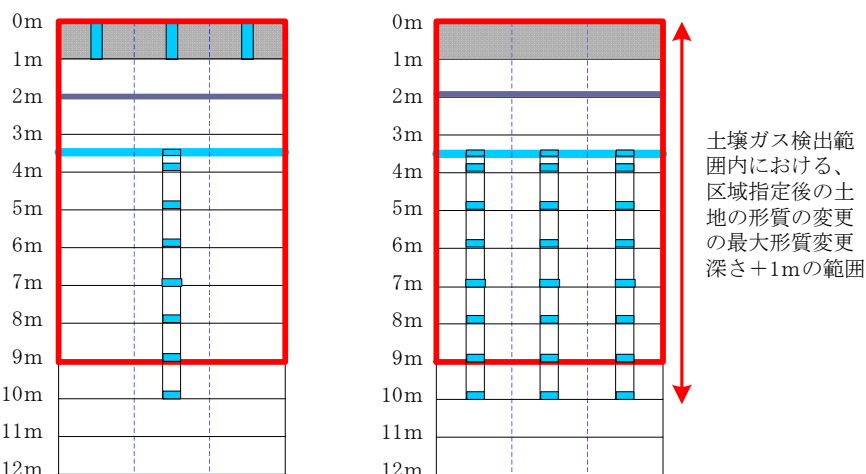 0m
1m
2m
3m
4m
5m
6m
7m
8m
9m
10m
11m
12m
0m
1m
2m
3m
4m
5m
6m
7m
8m
9m
10m
11m
12m
土壌ガス検出範
囲内における、
区域指定後の土
地の形質の変更
の最大形質変更
深さ+1mの範囲